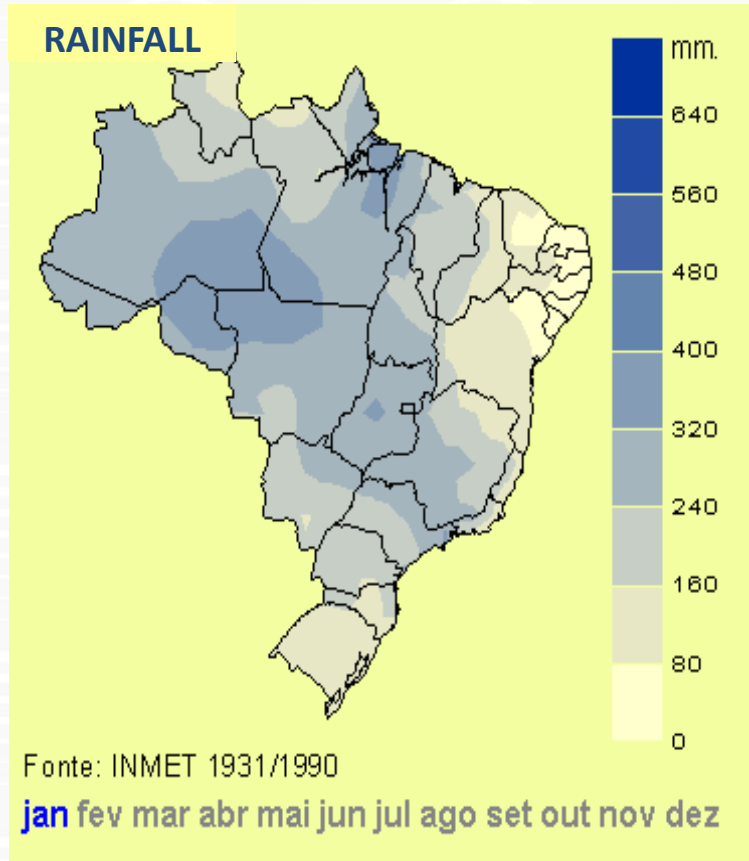 RAINFALL
mm.
640
560
480
400
320
240
160
80
0
Fonte: INMET 1931/1990
jan fev mar abr mai jun jul ago set out nov dez